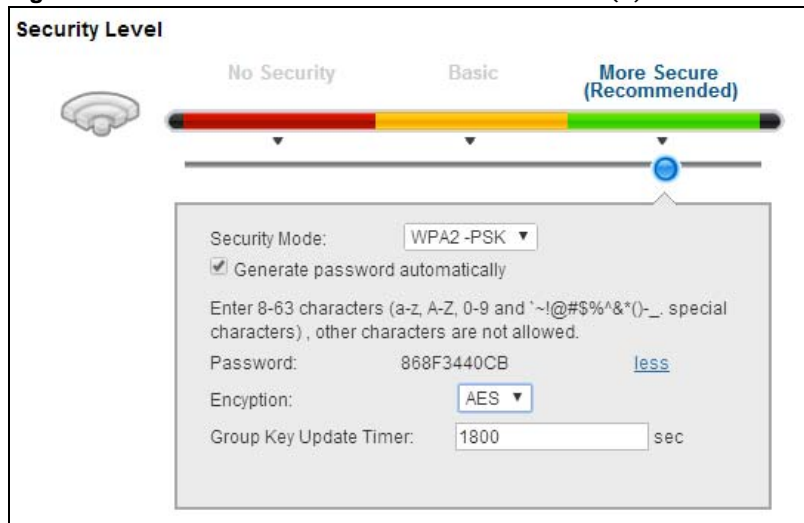 Security Level
No Security
Basic
More Secure
(Recommended)
Security Mode: WPA2 -PSK
Generate password automatically
Enter 8-63 characters (a-z, A-Z, 0-9 and `~!@#$%^&*()-_. special
characters) , other characters are not allowed.
Password: 868F3440CB less
Encyption: AES
Group Key Update Timer: 1800 sec